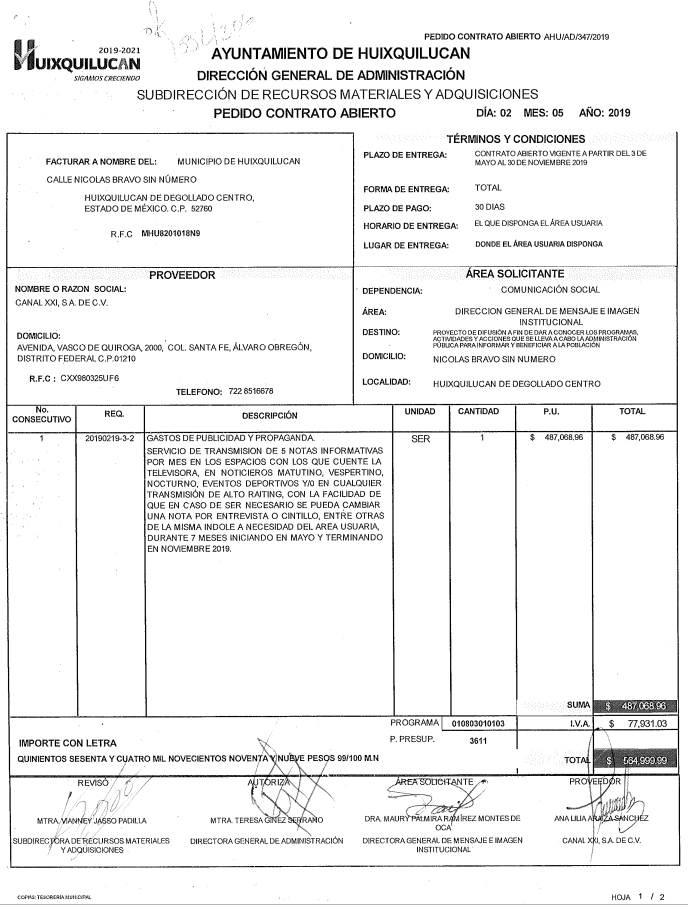 PEDIDO CONTRATO ABIERTO AHU/AD/347/2019
2019-2021
HUIXQUILUCAN
SIGAMOS CRECIENDO
AYUNTAMIENTO DE HUIXQUILUCAN
DIRECCIÓN GENERAL DE ADMINISTRACIÓN
SUBDIRECCIÓN DE RECURSOS MATERIALES Y ADQUISICIONES
PEDIDO CONTRATO ABIERTO DÍA: 02 MES: 05 AÑO: 2019
FACTURAR A NOMBRE DEL: MUNICIPIO DE HUIXQUILUCAN
CALLE NICOLAS BRAVO SIN NÚMERO
HUIXQUILUCAN DE DEGOLLADO CENTRO,
ESTADO DE MÉXICO. C.P. 52760
R.F.C MHU8201018N9
TÉRMINOS Y CONDICIONES
PLAZO DE ENTREGA: CONTRATO ABIERTO VIGENTE A PARTIR DEL 3 DE
MAYO AL 30 DE NOVIEMBRE 2019
FORMA DE ENTREGA: TOTAL
PLAZO DE PAGO: 30 DIAS
HORARIO DE ENTREGA: EL QUE DISPONGA EL ÁREA USUARIA
LUGAR DE ENTREGA: DONDE EL ÁREA USUARIA DISPONGA
PROVEEDOR
NOMBRE O RAZON SOCIAL:
CANAL XXI, S.A. DE C.V.
DOMICILIO:
AVENIDA, VASCO DE QUIROGA, 2000, COL. SANTA FE, ÁLVARO OBREGÓN,
DISTRITO FEDERAL C.P.01210
R.F.C : CXX980325UF6
TELEFONO: 722 8516678
ÁREA SOLICITANTE
DEPENDENCIA: COMUNICACIÓN SOCIAL
ÁREA: DIRECCION GENERAL DE MENSAJE E IMAGEN
INSTITUCIONAL
DESTINO: PROYECTO DE DIFUSIÓN A FIN DE DAR A CONOCER LOS PROGRAMAS,
ACTIVIDADES Y ACCIONES QUE SE LLEVA A CABO LA ADMINISTRACIÓN
PÚBLICA PARA INFORMAR Y BENEFICIAR A LA POBLACIÓN
DOMICILIO: NICOLAS BRAVO SIN NUMERO
LOCALIDAD: HUIXQUILUCAN DE DEGOLLADO CENTRO
No. CONSECUTIVO REQ. DESCRIPCIÓN UNIDAD CANTIDAD P.U. TOTAL
1 20190219-3-2 GASTOS DE PUBLICIDAD Y PROPAGANDA. SER 1 $ 487,068.96 $ 487,068.96
SERVICIO DE TRANSMISION DE 5 NOTAS INFORMATIVAS
POR MES EN LOS ESPACIOS CON LOS QUE CUENTE LA
TELEVISORA, EN NOTICIEROS MATUTINO, VESPERTINO,
NOCTURNO, EVENTOS DEPORTIVOS Y/0 EN CUALQUIER
TRANSMISIÓN DE ALTO RAITING, CON LA FACILIDAD DE
QUE EN CASO DE SER NECESARIO SE PUEDA CAMBIAR
UNA NOTA POR ENTREVISTA O CINTILLO, ENTRE OTRAS
DE LA MISMA INDOLE A NECESIDAD DEL AREA USUARIA,
DURANTE 7 MESES INICIANDO EN MAYO Y TERMINANDO
EN NOVIEMBRE 2019.
SUMA $ 487,068.96
PROGRAMA 010803010103 I.V.A. $ 77,931.03
IMPORTE CON LETRA P. PRESUP. 3611
QUINIENTOS SESENTA Y CUATRO MIL NOVECIENTOS NOVENTA Y NUEVE PESOS 99/100 M.N TOTAL $ 564,999.99
REVISÓ AUTORIZA ÁREA SOLICITANTE PROVEEDOR
MTRA. VIANNEY JASSO PADILLA MTRA. TERESA GINEZ SERRANO DRA. MAURY PALMIRA RAMÍREZ MONTES DE OCA ANA LILIA ARAIZA SÁNCHEZ
SUBDIRECTORA DE RECURSOS MATERIALES Y ADQUISICIONES DIRECTORA GENERAL DE ADMINISTRACIÓN DIRECTORA GENERAL DE MENSAJE E IMAGEN INSTITUCIONAL CANAL XXI, S.A. DE C.V.
COPIAS: TESORERÍA MUNICIPAL HOJA 1 / 2